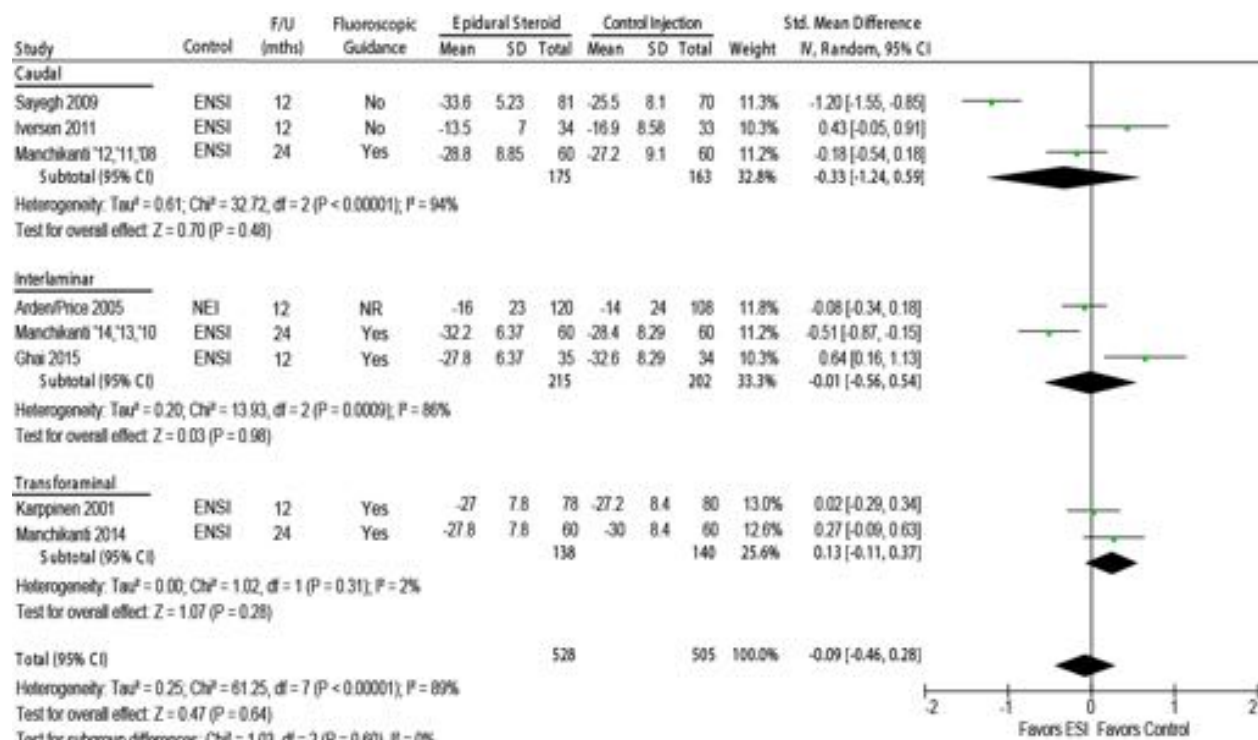 F/U Fluoroscopic Epidural Steroid Control Injection Std. Mean Difference
Study Control (mths) Guidance Mean SD Total Mean SD Total Weight IV, Random, 95% CI
Caudal
Sayegh 2009 ENSI 12 No -33.6 5.23 81 -25.5 8.1 70 11.3% -1.20 [-1.55, -0.85]
Iversen 2011 ENSI 12 No -13.5 7 34 -16.9 8.58 33 10.3% 0.43 [-0.05, 0.91]
Manchikanti '12,'11,'08 ENSI 24 Yes -28.8 8.85 60 -27.2 9.1 60 11.2% -0.18 [-0.54, 0.18]
Subtotal (95% CI) 175 163 32.8% -0.33 [-1.24, 0.59]
Heterogeneity: Tau² = 0.61; Chi² = 32.72, df = 2 (P < 0.00001); I² = 94%
Test for overall effect: Z = 0.70 (P = 0.48)
Interlaminar
Arden/Price 2005 NEI 12 NR -16 23 120 -14 24 108 11.8% -0.08 [-0.34, 0.18]
Manchikanti '14,'13,'10 ENSI 24 Yes -32.2 6.37 60 -28.4 8.29 60 11.2% -0.51 [-0.87, -0.15]
Ghai 2015 ENSI 12 Yes -27.8 6.37 35 -32.6 8.29 34 10.3% 0.64 [0.16, 1.13]
Subtotal (95% CI) 215 202 33.3% -0.01 [-0.56, 0.54]
Heterogeneity: Tau² = 0.20; Chi² = 13.93, df = 2 (P = 0.0009); I² = 86%
Test for overall effect: Z = 0.03 (P = 0.98)
Transforaminal
Karppinen 2001 ENSI 12 Yes -27 7.8 78 -27.2 8.4 80 13.0% 0.02 [-0.29, 0.34]
Manchikanti 2014 ENSI 24 Yes -27.8 7.8 60 -30 8.4 60 12.6% 0.27 [-0.09, 0.63]
Subtotal (95% CI) 138 140 25.6% 0.13 [-0.11, 0.37]
Heterogeneity: Tau² = 0.00; Chi² = 1.02, df = 1 (P = 0.31); I² = 2%
Test for overall effect: Z = 1.07 (P = 0.28)
Total (95% CI) 528 505 100.0% -0.09 [-0.46, 0.28]
Heterogeneity: Tau² = 0.25; Chi² = 61.25, df = 7 (P < 0.00001); I² = 89%
Test for overall effect: Z = 0.47 (P = 0.64)
Test for subgroup differences: Chi² = 1.03, df = 2 (P = 0.60), I² = 0%
-2 -1 0 1 2
Favors ESI Favors Control